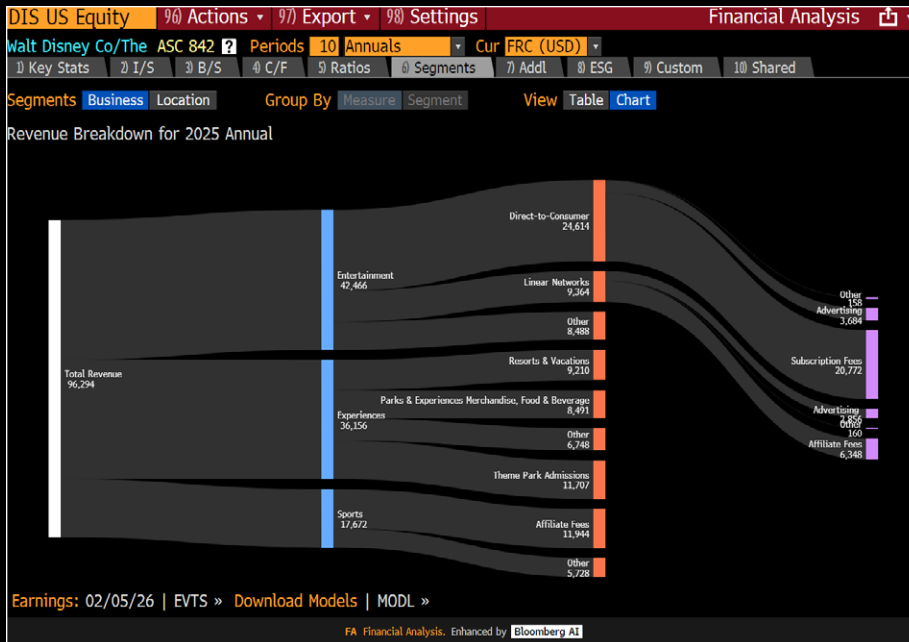 DIS US Equity 96) Actions 97) Export 98) Settings Financial Analysis
Walt Disney Co/The ASC 842 ? Periods 10 Annuals Cur FRC (USD)
1) Key Stats 2) I/S 3) B/S 4) C/F 5) Ratios 6) Segments 7) Addl 8) ESG 9) Custom 10) Shared
Segments Business Location Group By Measure Segment View Table Chart
Revenue Breakdown for 2025 Annual
Total Revenue
96,294
Entertainment
42,466
Experiences
36,156
Sports
17,672
Direct-to-Consumer
24,614
Linear Networks
9,364
Other
8,488
Resorts & Vacations
9,210
Parks & Experiences Merchandise, Food & Beverage
8,491
Other
6,748
Theme Park Admissions
11,707
Affiliate Fees
11,944
Other
5,728
Other
158
Advertising
3,684
Subscription Fees
20,772
Advertising
2,856
Other
160
Affiliate Fees
6,348
Earnings: 02/05/26 | EVTS » Download Models | MODL »
FA Financial Analysis. Enhanced by Bloomberg AI